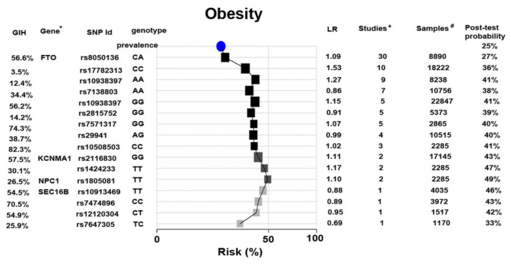 Obesity
GIH Gene* SNP Id genotype LR Studies+ Samples# Post-test probability
prevalence 25%
56.6% FTO rs8050136 CA 1.09 30 8890 27%
3.5% rs17782313 CC 1.53 10 18222 36%
12.4% rs10938397 AA 1.27 9 8238 41%
34.4% rs7138803 AA 0.86 7 10756 38%
56.2% rs10938397 GG 1.15 5 22847 41%
14.2% rs2815752 GG 0.91 5 5373 39%
74.3% rs7571317 GG 1.07 5 2865 40%
38.7% rs29941 AG 0.99 4 10515 40%
82.3% rs10508503 CC 1.02 3 2285 41%
57.5% KCNMA1 rs2116830 GG 1.11 2 17145 43%
30.1% rs1424233 TT 1.17 2 2285 47%
26.5% NPC1 rs1805081 TT 1.10 2 2285 49%
54.5% SEC16B rs10913469 TT 0.88 1 4035 46%
70.5% rs7474896 CC 0.89 1 3972 43%
54.9% rs12120304 CT 0.95 1 1517 42%
25.9% rs7647305 TC 0.69 1 1170 33%
0 50 100
Risk (%)